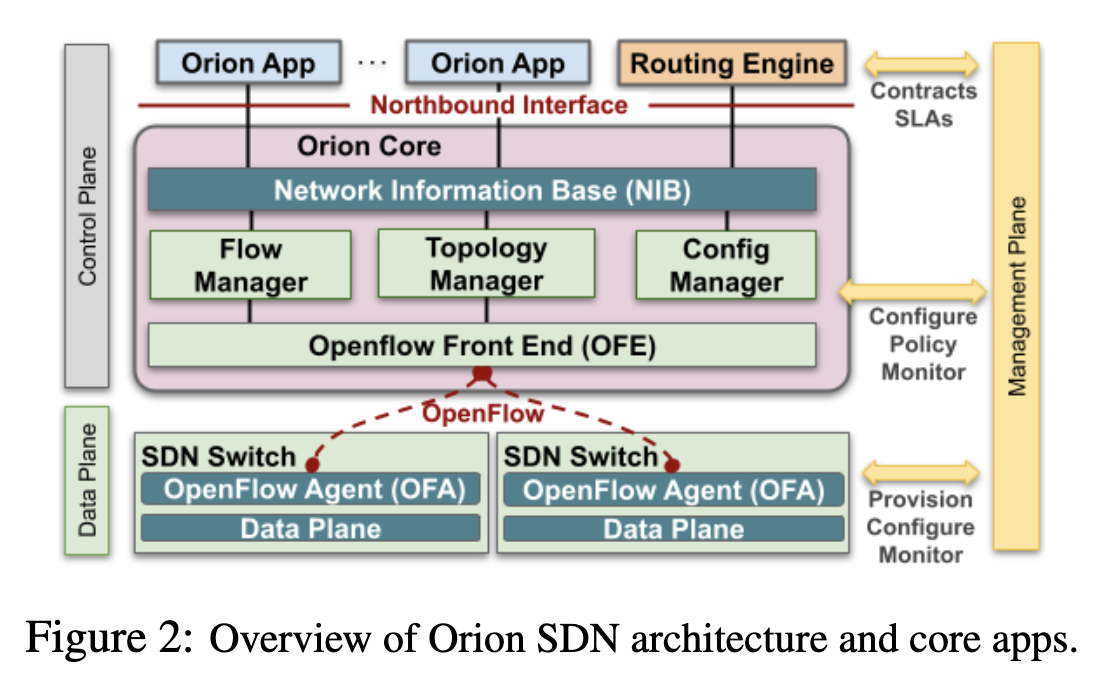 Orion App ... Orion App Routing Engine
Northbound Interface
Contracts
SLAs
Control Plane
Orion Core
Network Information Base (NIB)
Flow
Manager
Topology
Manager
Config
Manager
Openflow Front End (OFE)
Configure
Policy
Monitor
Management Plane
OpenFlow
Data Plane
SDN Switch
OpenFlow Agent (OFA)
Data Plane
SDN Switch
OpenFlow Agent (OFA)
Data Plane
Provision
Configure
Monitor
Figure 2: Overview of Orion SDN architecture and core apps.